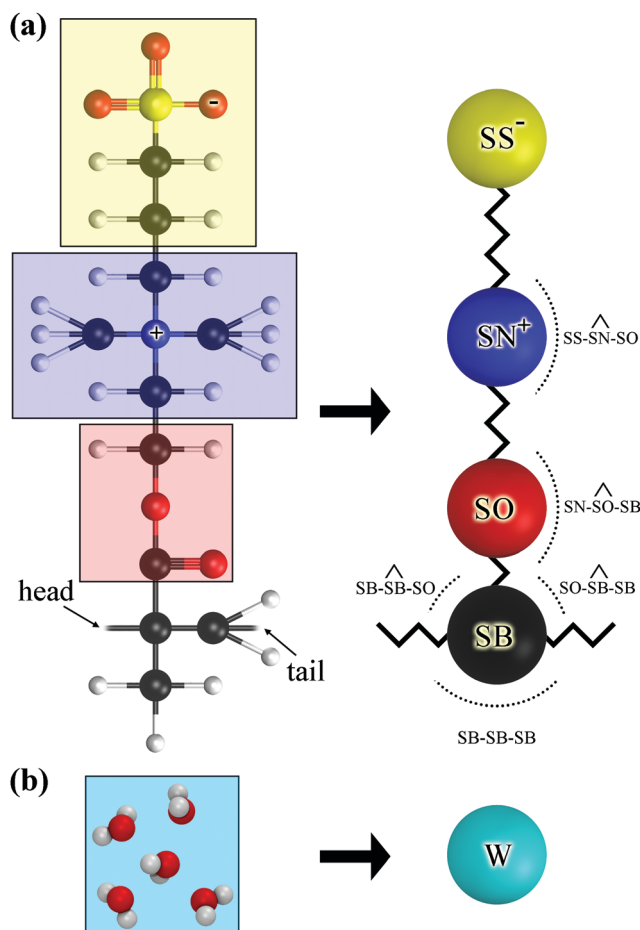 (a)
-
SS-
+
SN+
SS-SN-SO
SO
SN-SO-SB
head
SB-SB-SO
SO-SB-SB
SB
tail
SB-SB-SB
(b)
W